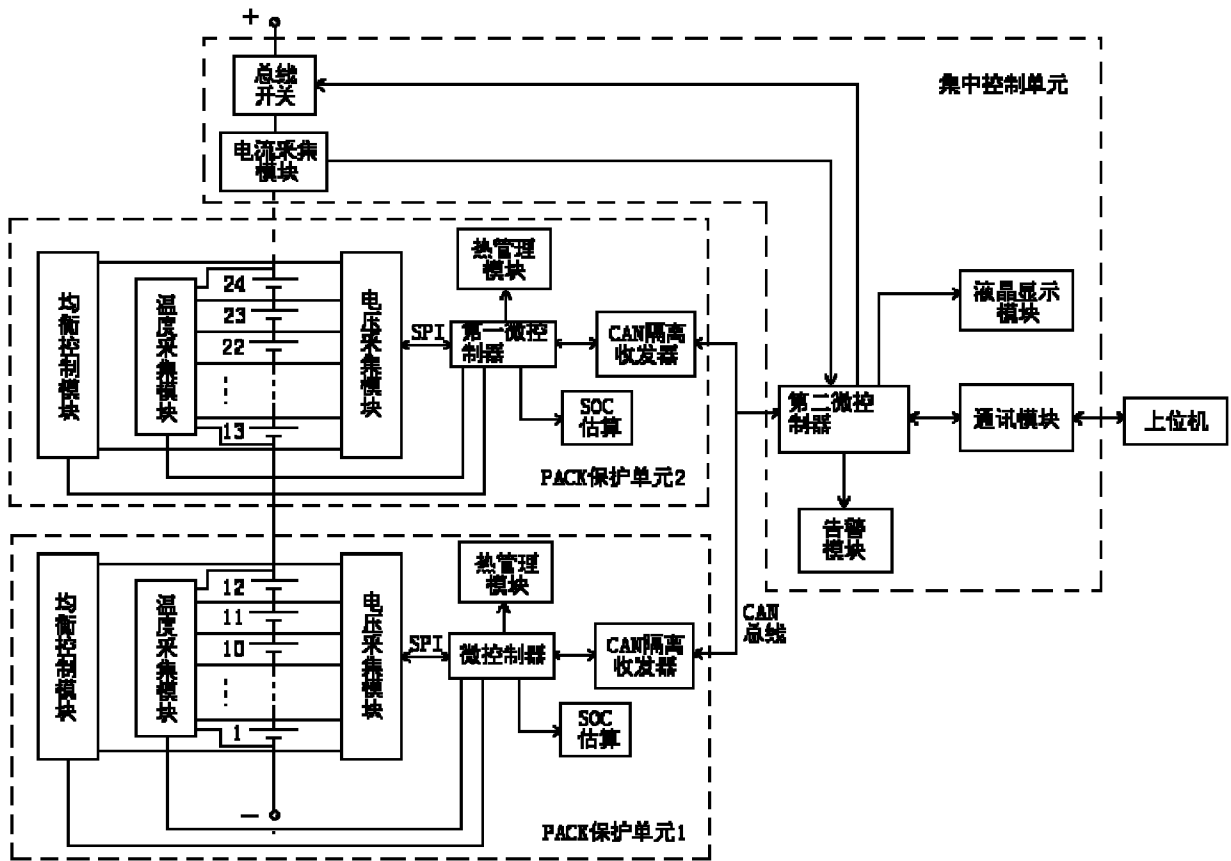 +
总线
开关
集中控制单元
电流采集
模块
热管理
模块
均衡控制模块
温度采集模块
24
23
22
13
电压采集模块
SPI
第一微控
制器
CAN隔离
收发器
SOC
估算
PACK保护单元2
液晶显示
模块
第二微控
制器
通讯模块
上位机
告警
模块
热管理
模块
均衡控制模块
温度采集模块
12
11
10
1
电压采集模块
SPI
微控制器
CAN隔离
收发器
SOC
估算
CAN
总线
—
PACK保护单元1